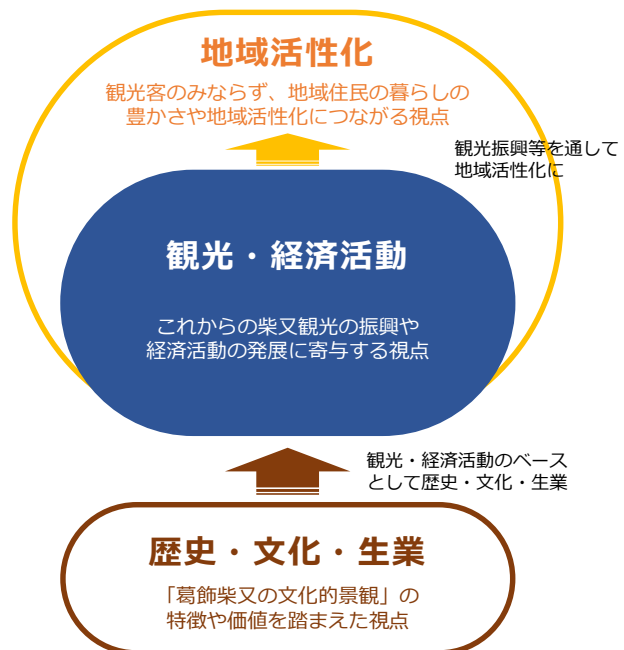 地域活性化
観光客のみならず、地域住民の暮らしの
豊かさや地域活性化につながる視点
観光振興等を通して
地域活性化に
観光・経済活動
これからの柴又観光の振興や
経済活動の発展に寄与する視点
観光・経済活動のベース
として歴史・文化・生業
歴史・文化・生業
「葛飾柴又の文化的景観」の
特徴や価値を踏まえた視点